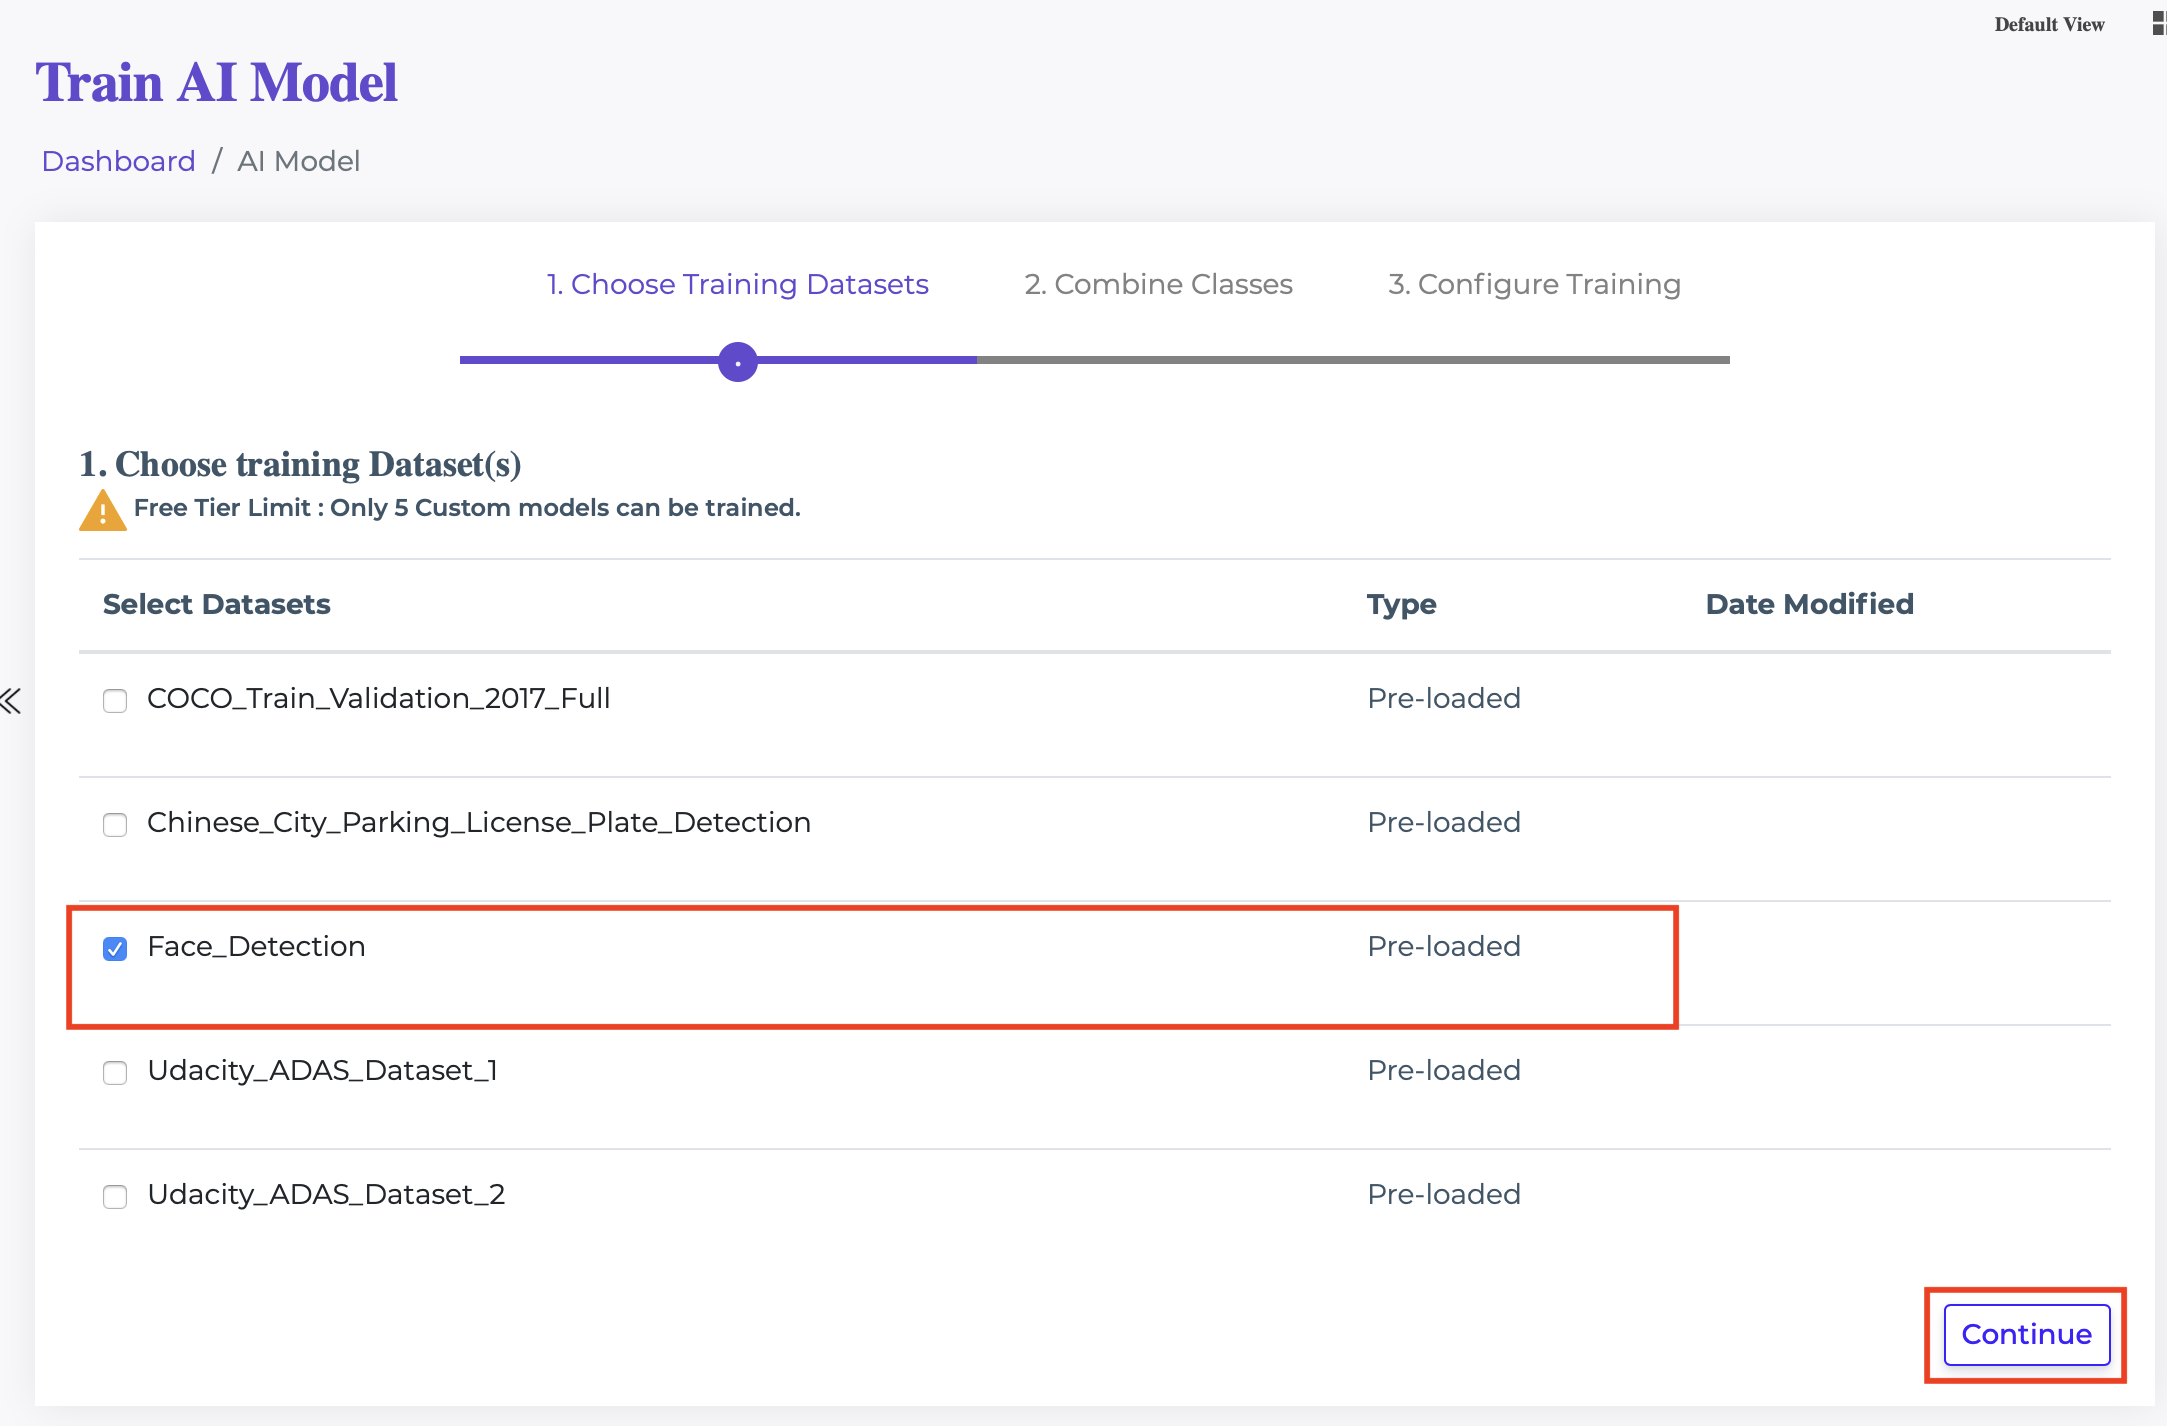 Default View
Train AI Model
Dashboard / AI Model
1. Choose Training Datasets 2. Combine Classes 3. Configure Training
1. Choose training Dataset(s)
Free Tier Limit : Only 5 Custom models can be trained.
Select Datasets Type Date Modified
COCO_Train_Validation_2017_Full Pre-loaded
Chinese_City_Parking_License_Plate_Detection Pre-loaded
Face_Detection Pre-loaded
Udacity_ADAS_Dataset_1 Pre-loaded
Udacity_ADAS_Dataset_2 Pre-loaded
Continue